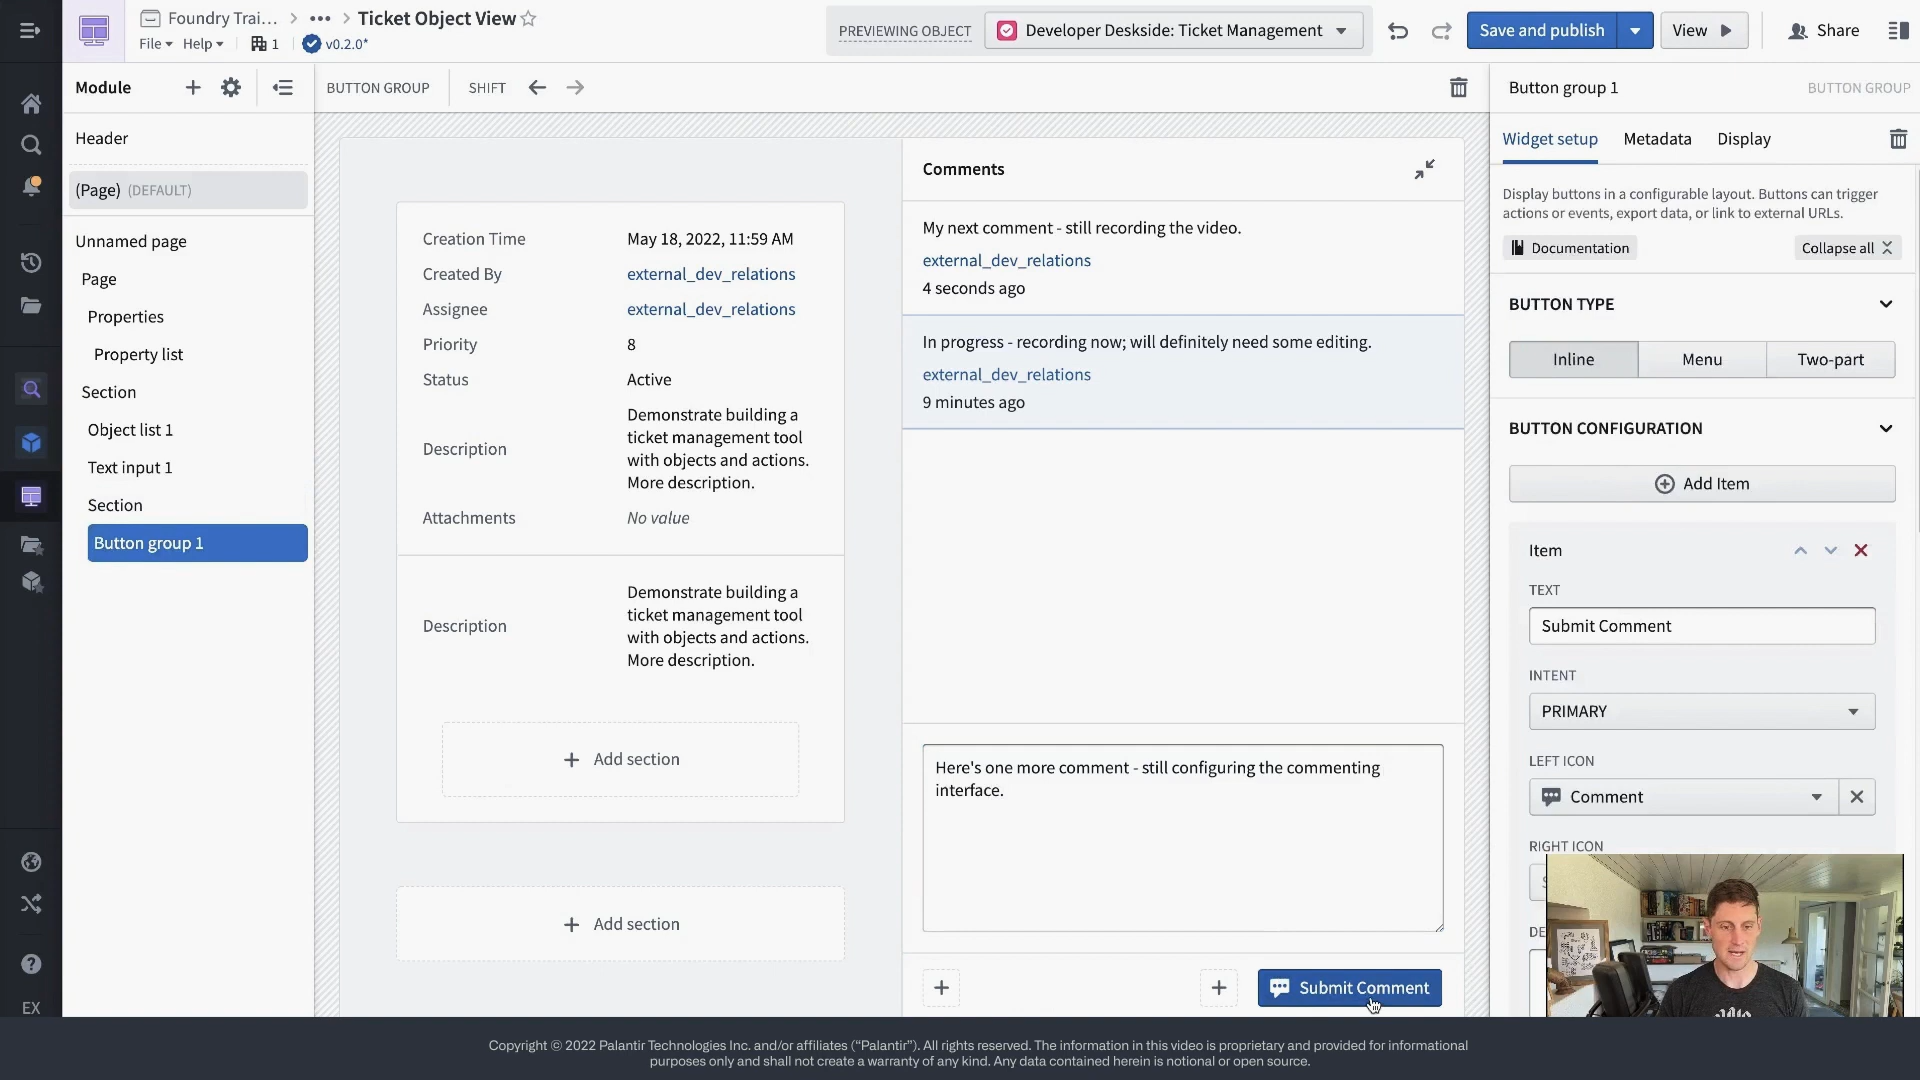 Foundry Trai… > ••• > Ticket Object View
File Help 1 v0.2.0*
PREVIEWING OBJECT
Developer Deskside: Ticket Management
Save and publish
View
Share
Module
Header
(Page) (DEFAULT)
Unnamed page
Page
Properties
Property list
Section
Object list 1
Text input 1
Section
Button group 1
EX
BUTTON GROUP
SHIFT
Creation Time May 18, 2022, 11:59 AM
Created By external_dev_relations
Assignee external_dev_relations
Priority 8
Status Active
Description Demonstrate building a
ticket management tool
with objects and actions.
More description.
Attachments No value
Description Demonstrate building a
ticket management tool
with objects and actions.
More description.
+ Add section
+ Add section
Comments
My next comment - still recording the video.
external_dev_relations
4 seconds ago
In progress - recording now; will definitely need some editing.
external_dev_relations
9 minutes ago
Here's one more comment - still configuring the commenting
interface.
Submit Comment
Button group 1 BUTTON GROUP
Widget setup Metadata Display
Display buttons in a configurable layout. Buttons can trigger
actions or events, export data, or link to external URLs.
Documentation
Collapse all
BUTTON TYPE
Inline Menu Two-part
BUTTON CONFIGURATION
Add Item
Item
TEXT
Submit Comment
INTENT
PRIMARY
LEFT ICON
Comment
RIGHT ICON
Copyright © 2022 Palantir Technologies Inc. and/or affiliates (“Palantir”). All rights reserved. The information in this video is proprietary and provided for informational
purposes only and shall not create a warranty of any kind. Any data contained herein is notional or open source.